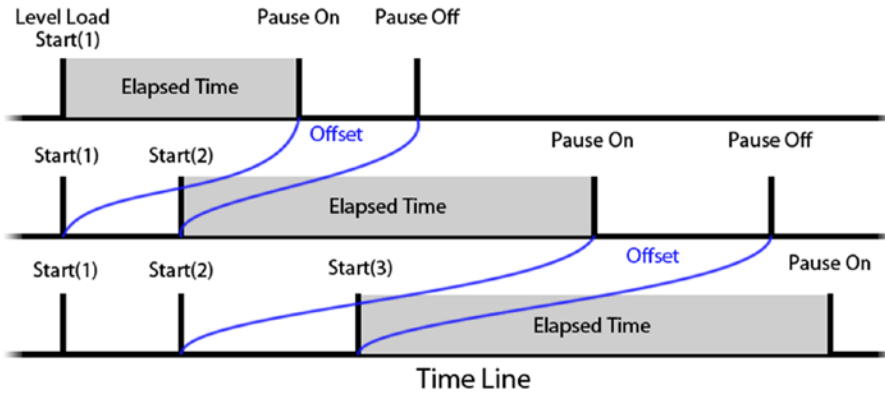 Level Load
Start(1)
Pause On
Pause Off
Elapsed Time
Offset
Start(1)
Start(2)
Pause On
Pause Off
Elapsed Time
Offset
Start(1)
Start(2)
Start(3)
Pause On
Elapsed Time
Time Line